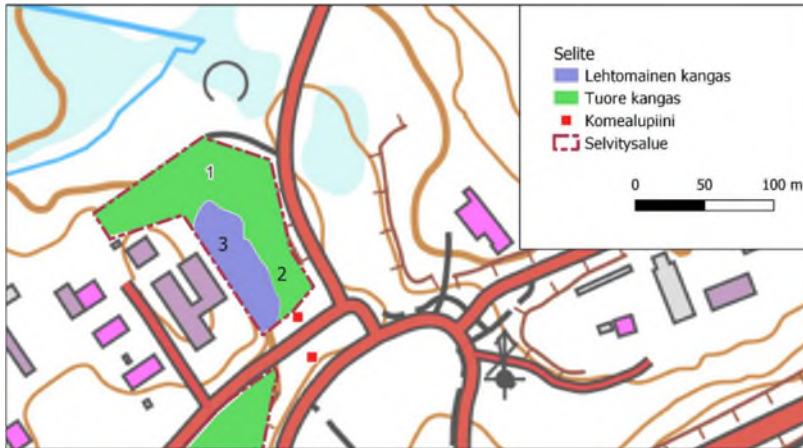 Selite
Lehtomainen kangas
Tuore kangas
Komealupiini
Selvitysalue
0 50 100 m
1
3
2